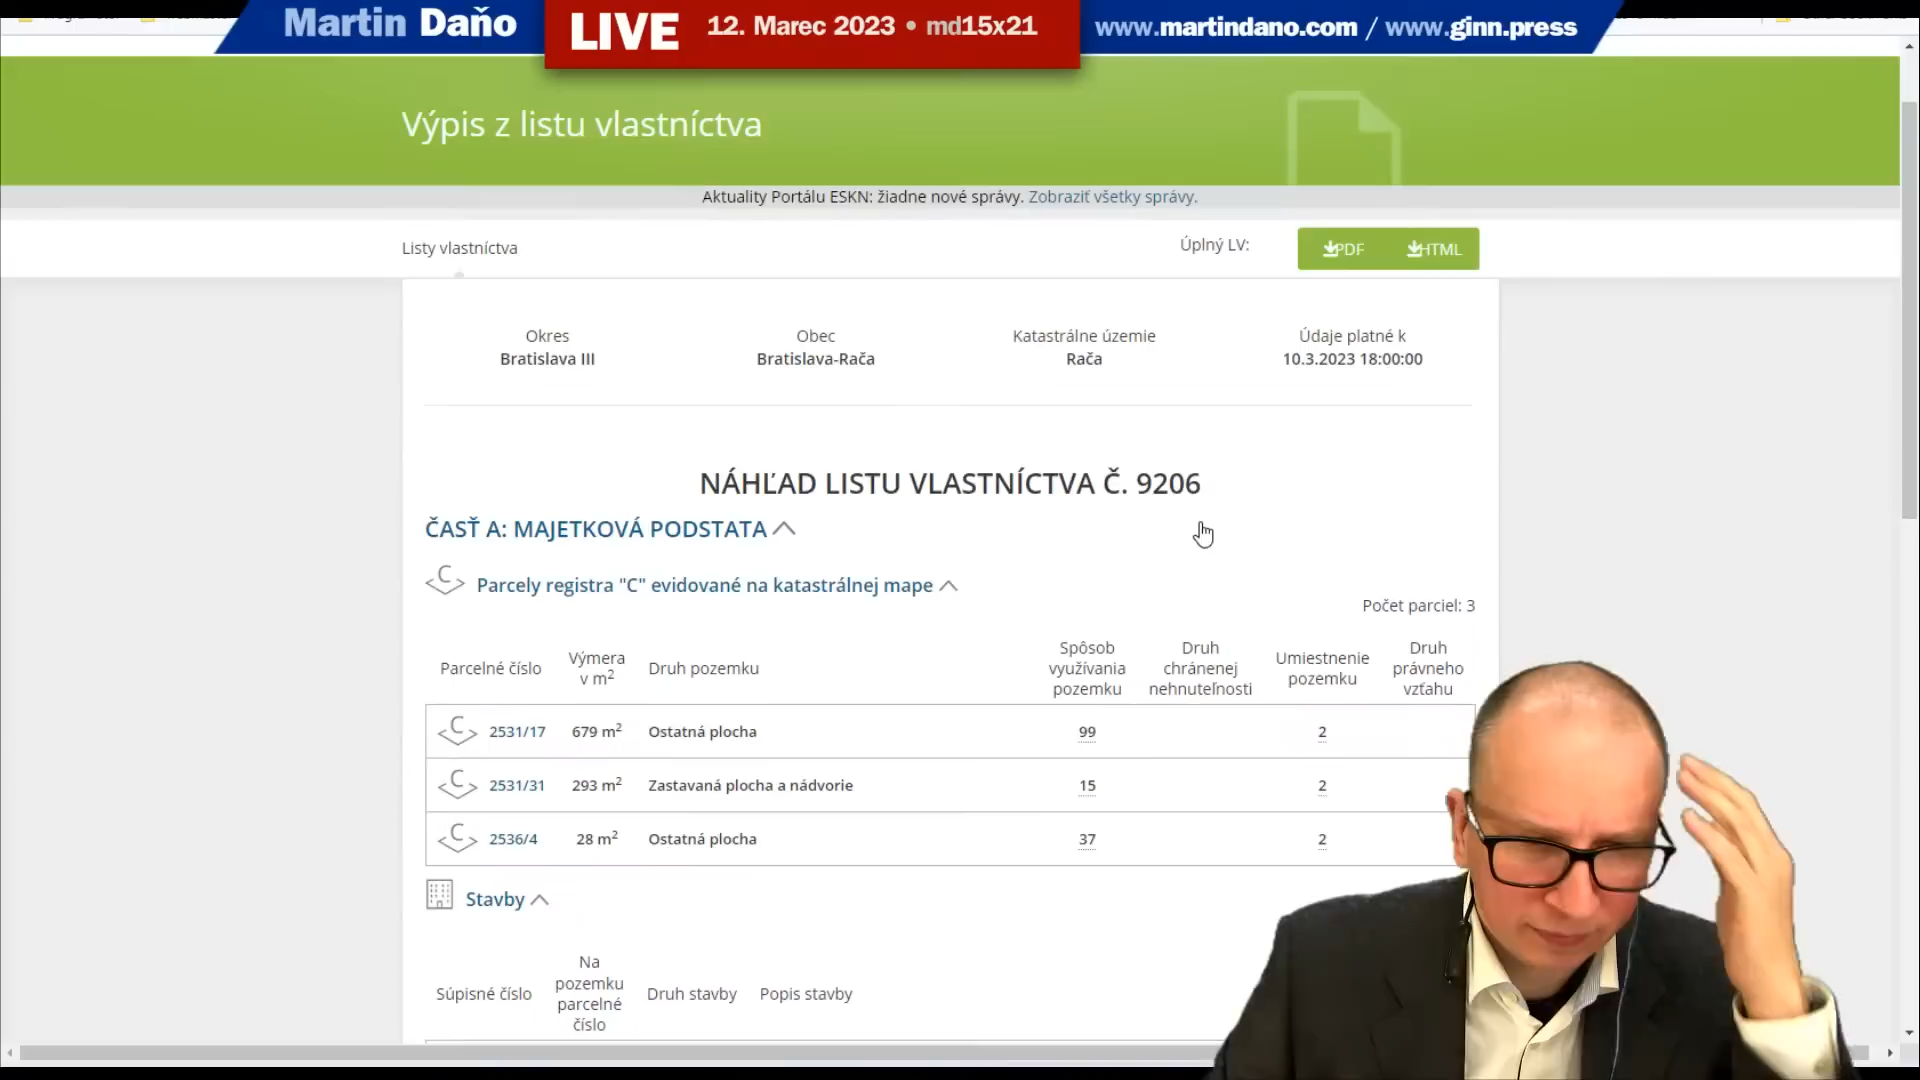 Martin Daňo
LIVE
12. Marec 2023 • md15x21
www.martindano.com / www.ginn.press
Výpis z listu vlastníctva
Aktuality Portálu ESKN: žiadne nové správy. Zobraziť všetky správy.
Listy vlastníctva
Úplný LV:
PDF
HTML
Okres
Bratislava III
Obec
Bratislava-Rača
Katastrálne územie
Rača
Údaje platné k
10.3.2023 18:00:00
NÁHĽAD LISTU VLASTNÍCTVA Č. 9206
ČASŤ A: MAJETKOVÁ PODSTATA
C
Parcely registra "C" evidované na katastrálnej mape
Počet parciel: 3
Parcelné číslo
Výmera
v m²
Druh pozemku
Spôsob
využívania
pozemku
Druh
chránenej
nehnuteľnosti
Umiestnenie
pozemku
Druh
právneho
vzťahu
C 2531/17 679 m² Ostatná plocha 99 2
C 2531/31 293 m² Zastavaná plocha a nádvorie 15 2
C 2536/4 28 m² Ostatná plocha 37 2
Stavby
Súpisné číslo
Na
pozemku
parcelné
číslo
Druh stavby
Popis stavby